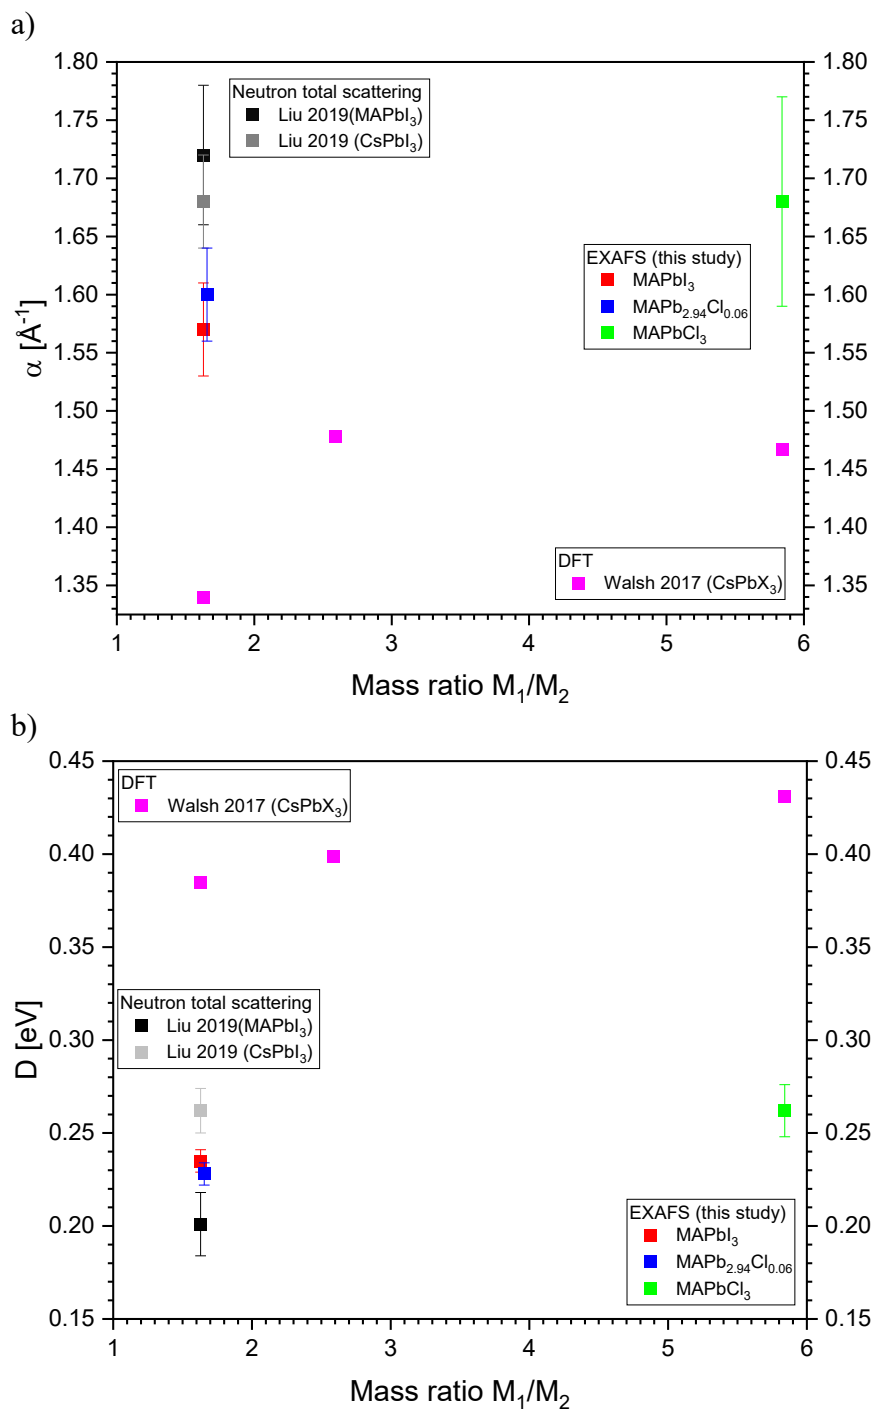 a)
1.80
1.75
1.70
1.65
1.60
1.55
1.50
1.45
1.40
1.35
α [Å⁻¹]
Neutron total scattering
Liu 2019(MAPbI₃)
Liu 2019 (CsPbI₃)
EXAFS (this study)
MAPbI₃
MAPb₂.₉₄Cl₀.₀₆
MAPbCl₃
DFT
Walsh 2017 (CsPbX₃)
1.80
1.75
1.70
1.65
1.60
1.55
1.50
1.45
1.40
1.35
1 2 3 4 5 6
Mass ratio M₁/M₂
b)
0.45
0.40
0.35
0.30
0.25
0.20
0.15
D [eV]
DFT
Walsh 2017 (CsPbX₃)
Neutron total scattering
Liu 2019(MAPbI₃)
Liu 2019 (CsPbI₃)
EXAFS (this study)
MAPbI₃
MAPb₂.₉₄Cl₀.₀₆
MAPbCl₃
0.45
0.40
0.35
0.30
0.25
0.20
0.15
1 2 3 4 5 6
Mass ratio M₁/M₂